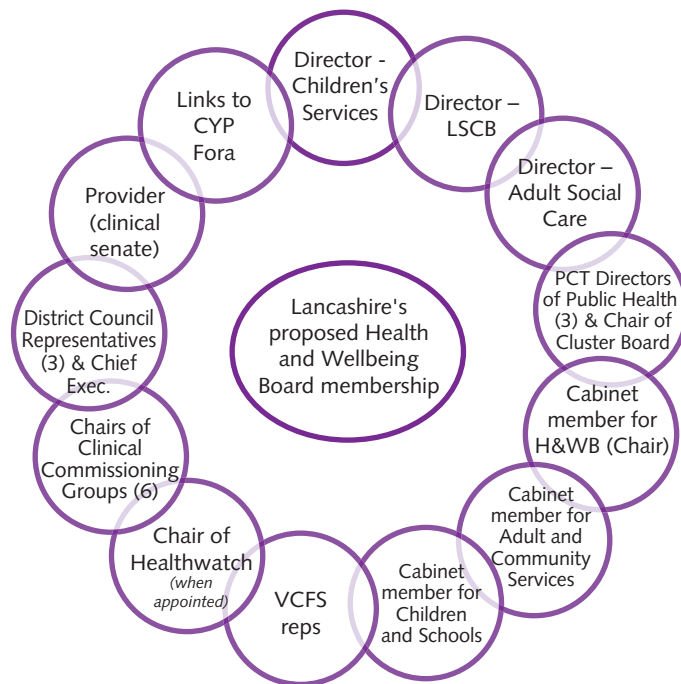 Director -
Children's
Services
Director –
LSCB
Director –
Adult Social
Care
PCT Directors
of Public Health
(3) & Chair of
Cluster Board
Cabinet
member for
H&WB (Chair)
Cabinet
member for
Adult and
Community
Services
Cabinet
member for
Children
and Schools
VCFS
reps
Chair of
Healthwatch
(when
appointed)
Chairs of
Clinical
Commissioning
Groups (6)
District Council
Representatives
(3) & Chief
Exec.
Provider
(clinical
senate)
Links to
CYP
Fora
Lancashire's
proposed Health
and Wellbeing
Board membership